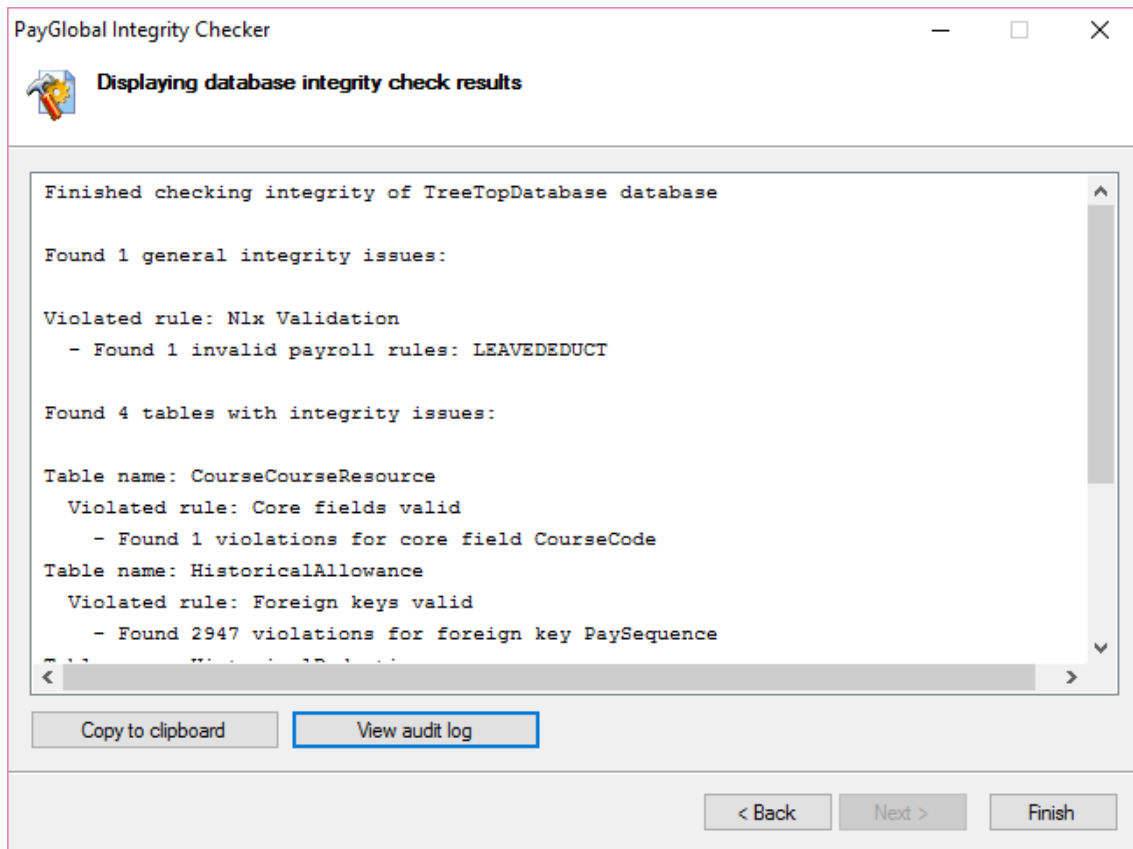 PayGlobal Integrity Checker
Displaying database integrity check results
Finished checking integrity of TreeTopDatabase database
Found 1 general integrity issues:
Violated rule: Nlx Validation
- Found 1 invalid payroll rules: LEAVEDEDUCT
Found 4 tables with integrity issues:
Table name: CourseCourseResource
Violated rule: Core fields valid
- Found 1 violations for core field CourseCode
Table name: HistoricalAllowance
Violated rule: Foreign keys valid
- Found 2947 violations for foreign key PaySequence
Copy to clipboard
View audit log
< Back
Next >
Finish